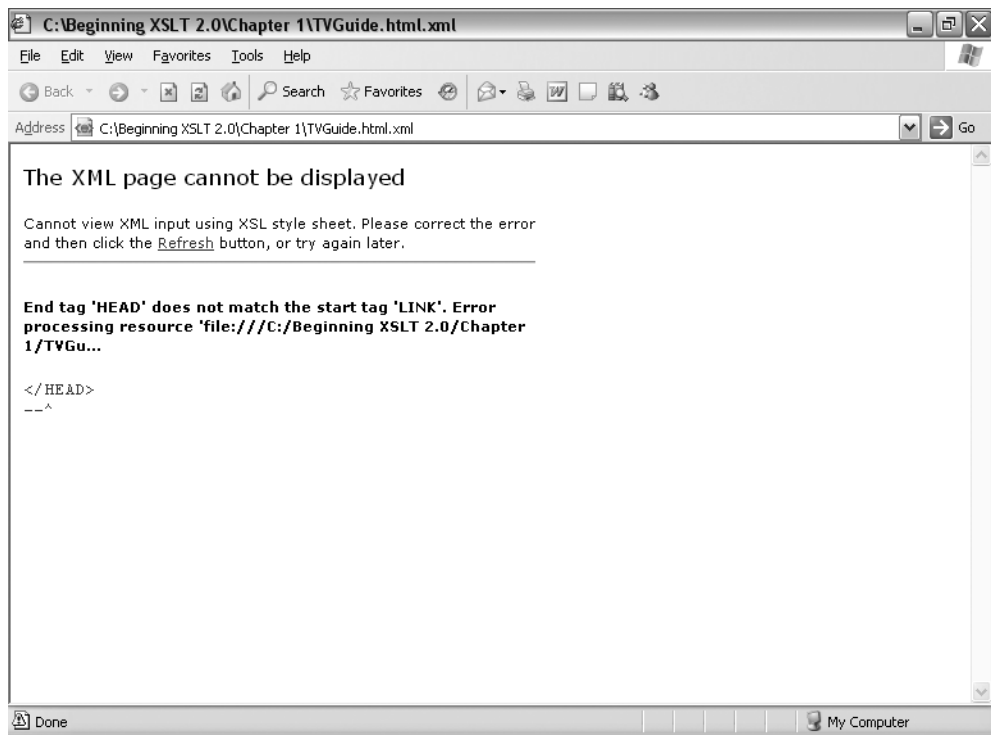 C:\Beginning XSLT 2.0\Chapter 1\TVGuide.html.xml
File Edit View Favorites Tools Help
Back Search Favorites
Address C:\Beginning XSLT 2.0\Chapter 1\TVGuide.html.xml Go
The XML page cannot be displayed
Cannot view XML input using XSL style sheet. Please correct the error
and then click the Refresh button, or try again later.
End tag 'HEAD' does not match the start tag 'LINK'. Error
processing resource 'file:///C:/Beginning XSLT 2.0/Chapter
1/TVGu...
</HEAD>
--^
Done My Computer